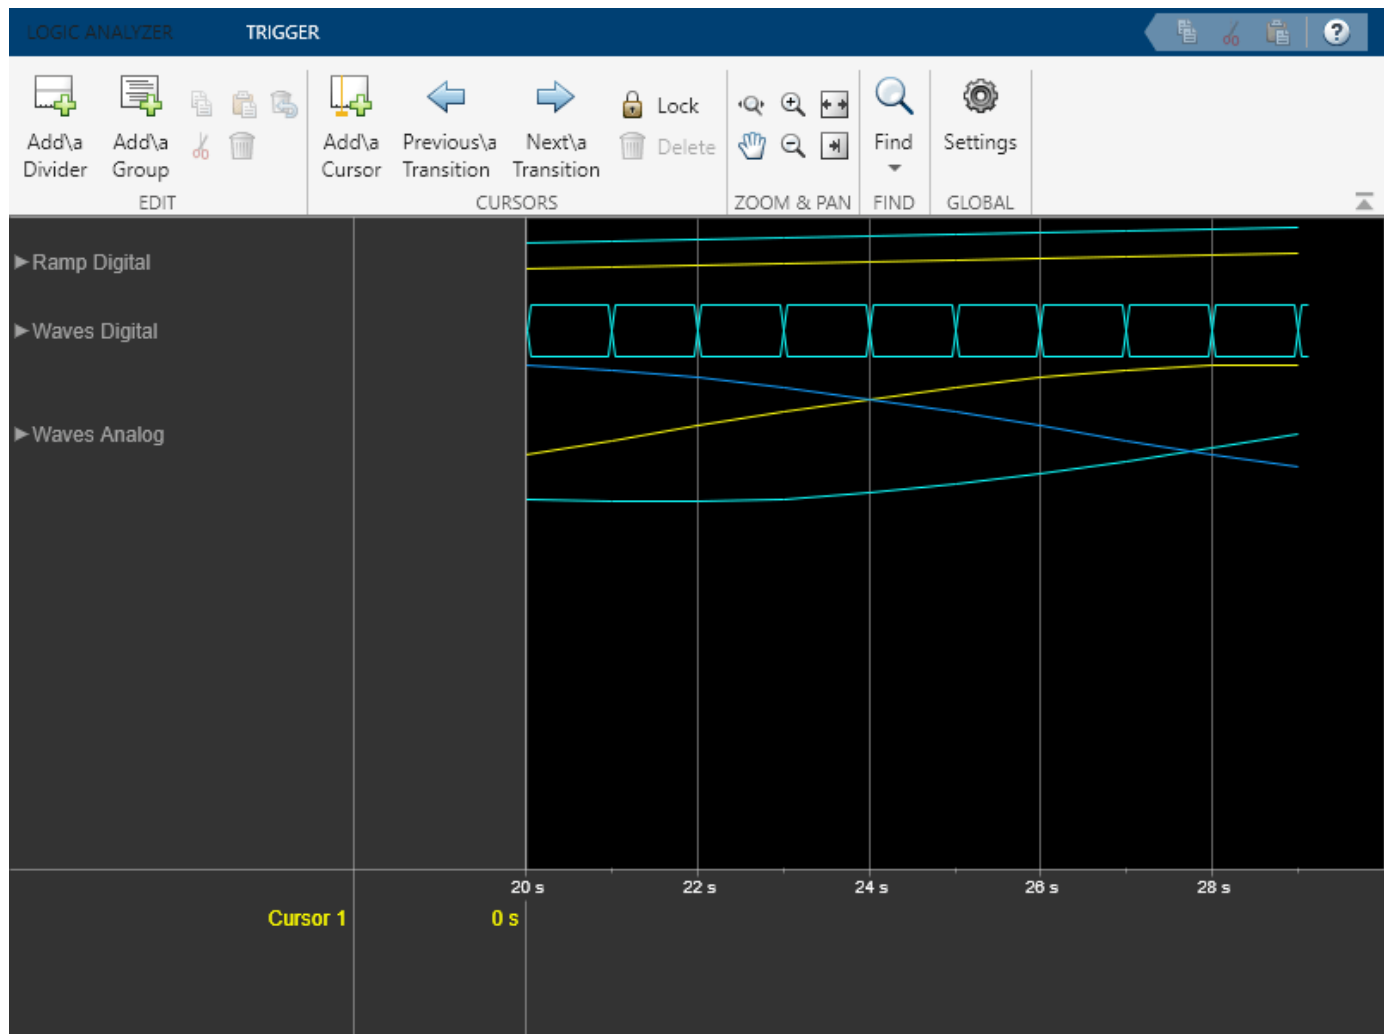 LOGIC ANALYZER TRIGGER ?
Add\a Divider
Add\a Group
EDIT
Add\a Cursor
Previous\a Transition
Next\a Transition
Lock
Delete
CURSORS
ZOOM & PAN
Find
FIND
Settings
GLOBAL
Ramp Digital
Waves Digital
Waves Analog
20 s 22 s 24 s 26 s 28 s
Cursor 1 0 s